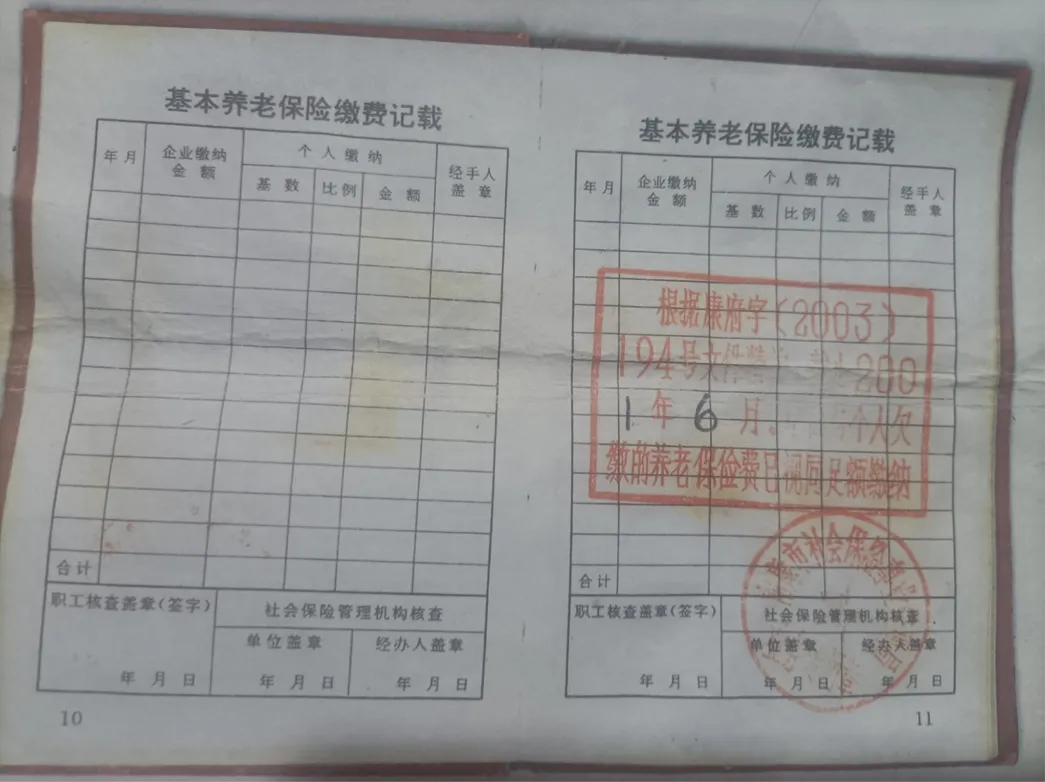 基本养老保险缴费记载
年月
企业缴纳
金额
个人缴纳
基数
比例
金额
经手人
盖章
合计
职工核查盖章(签字)
社会保险管理机构核查
单位盖章
经办人盖章
年月日
年月日
年月日
10
基本养老保险缴费记载
年月
企业缴纳
金额
个人缴纳
基数
比例
金额
经手人
盖章
根据康府字(2003)
194号文件 200
1年6月 个人欠
缴的养老保险费已视同足额缴纳
合计
职工核查盖章(签字)
社会保险管理机构核查
单位盖章
经办人盖章
年月日
年月日
年月日
市社会保险
11